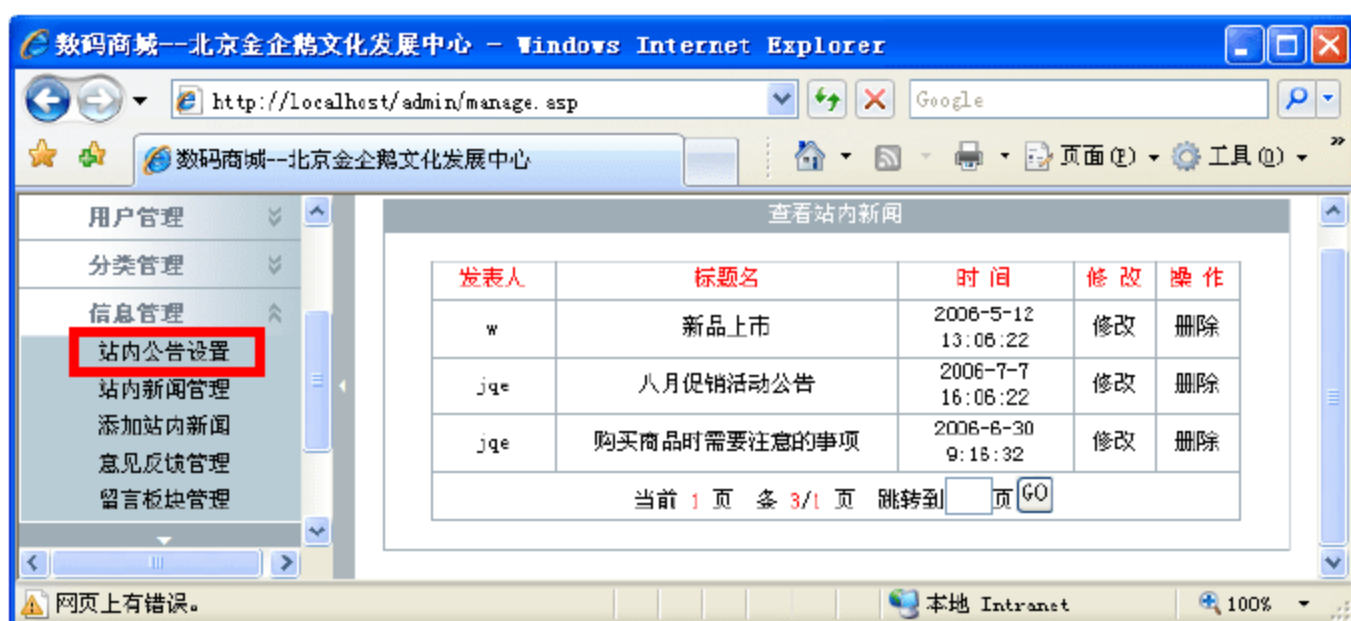 数码商城--北京金企鹅文化发展中心 - Windows Internet Explorer
http://localhost/admin/manage.asp
Google
数码商城--北京金企鹅文化发展中心
页面(P)
工具(O)
用户管理
分类管理
信息管理
站内公告设置
站内新闻管理
添加站内新闻
意见反馈管理
留言板块管理
查看站内新闻
发表人 标题名 时 间 修 改 操 作
w 新品上市 2006-5-12 修改 删除
13:06:22
jqe 八月促销活动公告 2006-7-7 修改 删除
16:06:22
jqe 购买商品时需要注意的事项 2006-6-30 修改 删除
9:16:32
当前 1 页 条 3/1 页 跳转到 页 GO
网页上有错误。
本地 Intranet
100%